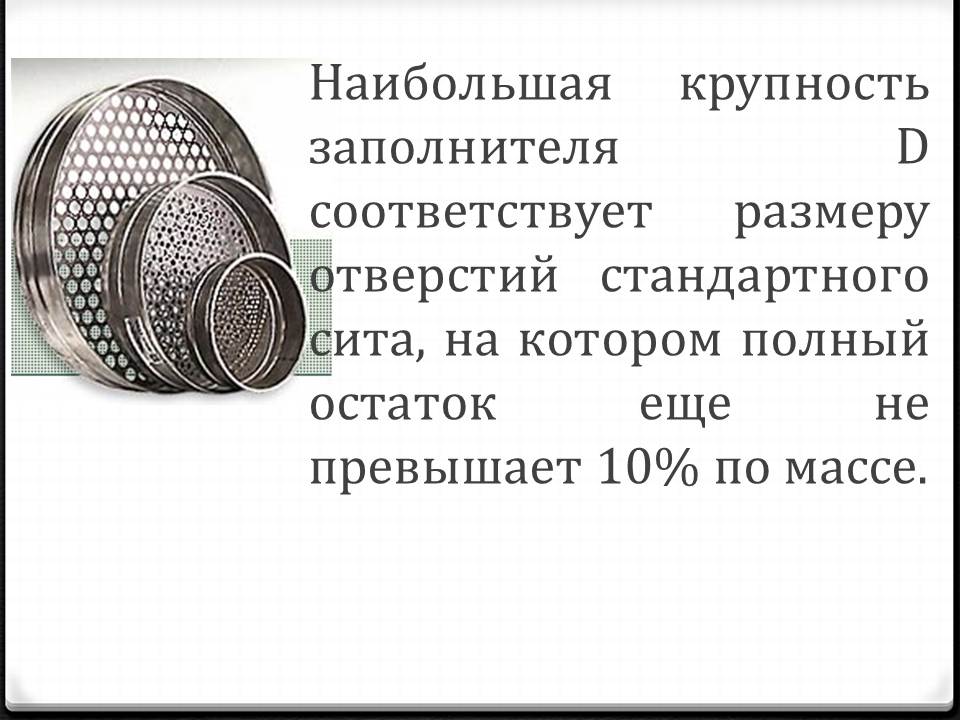 Наибольшая крупность
заполнителя D
соответствует размеру
отверстий стандартного
сита, на котором полный
остаток еще не
превышает 10% по массе.